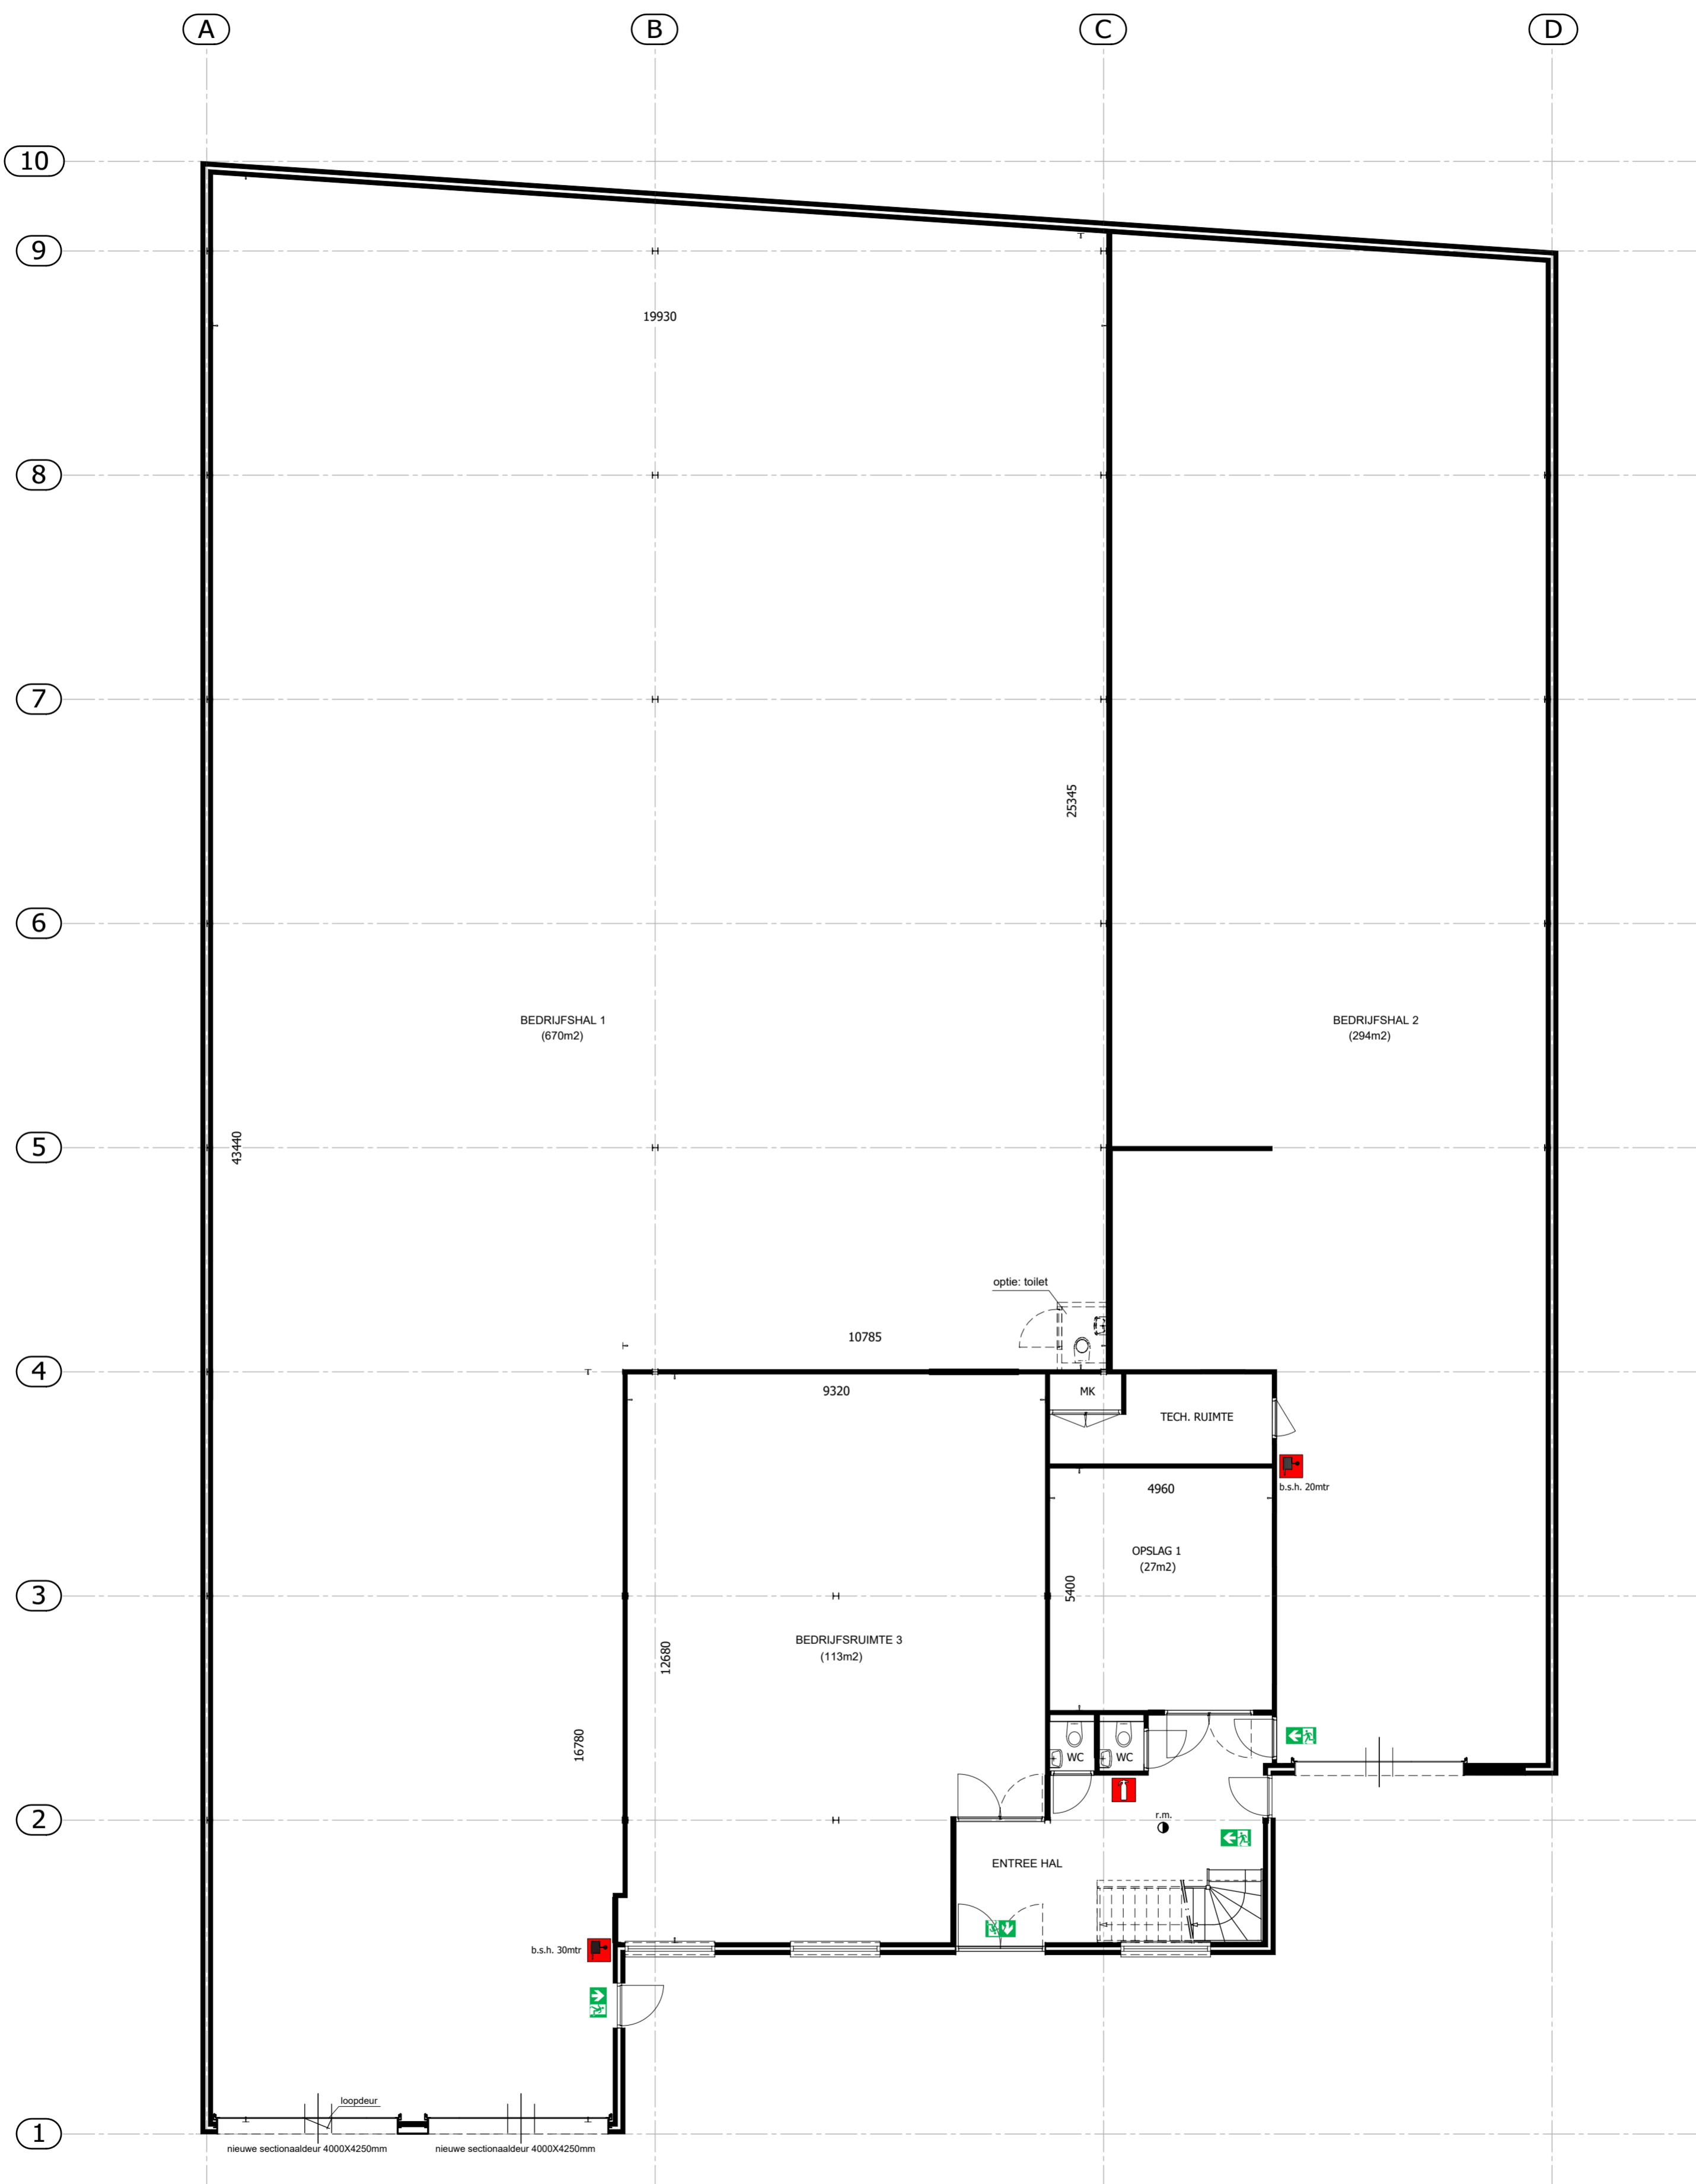 A
B
C
D
10
9
19930
8
7
25345
6
BEDRIJFSHAL 1
(670m2)
BEDRIJFSHAL 2
(294m2)
5
43440
optie: toilet
10785
4
9320
MK
TECH. RUIMTE
4960
b.s.h. 20mtr
OPSLAG 1
(27m2)
3
5400
BEDRIJFSRUIMTE 3
(113m2)
12680
16780
WC
WC
2
r.m.
ENTREE HAL
b.s.h. 30mtr
loopdeur
1
nieuwe sectionaaldeur 4000X4250mm
nieuwe sectionaaldeur 4000X4250mm